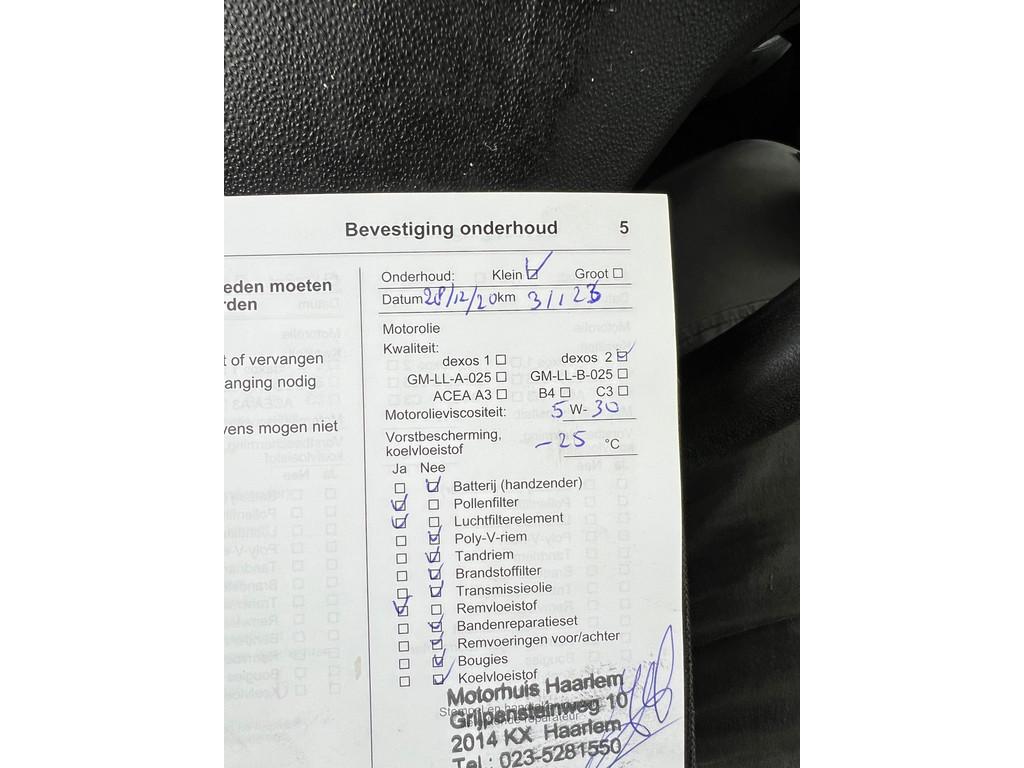 Bevestiging onderhoud 5
eden moeten
rden
t of vervangen
anging nodig
vens mogen niet
Onderhoud: Klein Groot
Datum 28/12/20 km 31123
Motorolie
Kwaliteit:
dexos 1 dexos 2
GM-LL-A-025 GM-LL-B-025
ACEA A3 B4 C3
Motorolieviscositeit: 5 W- 30
Vorstbescherming,
koelvloeistof -25 °C
Ja Nee
Batterij (handzender)
Pollenfilter
Luchtfilterelement
Poly-V-riem
Tandriem
Brandstoffilter
Transmissieolie
Remvloeistof
Bandenreparatieset
Remvoeringen voor/achter
Bougies
Koelvloeistof
Motorhuis Haarlem
Grijpensteinweg 10
2014 KX Haarlem
Tel.: 023-5281550